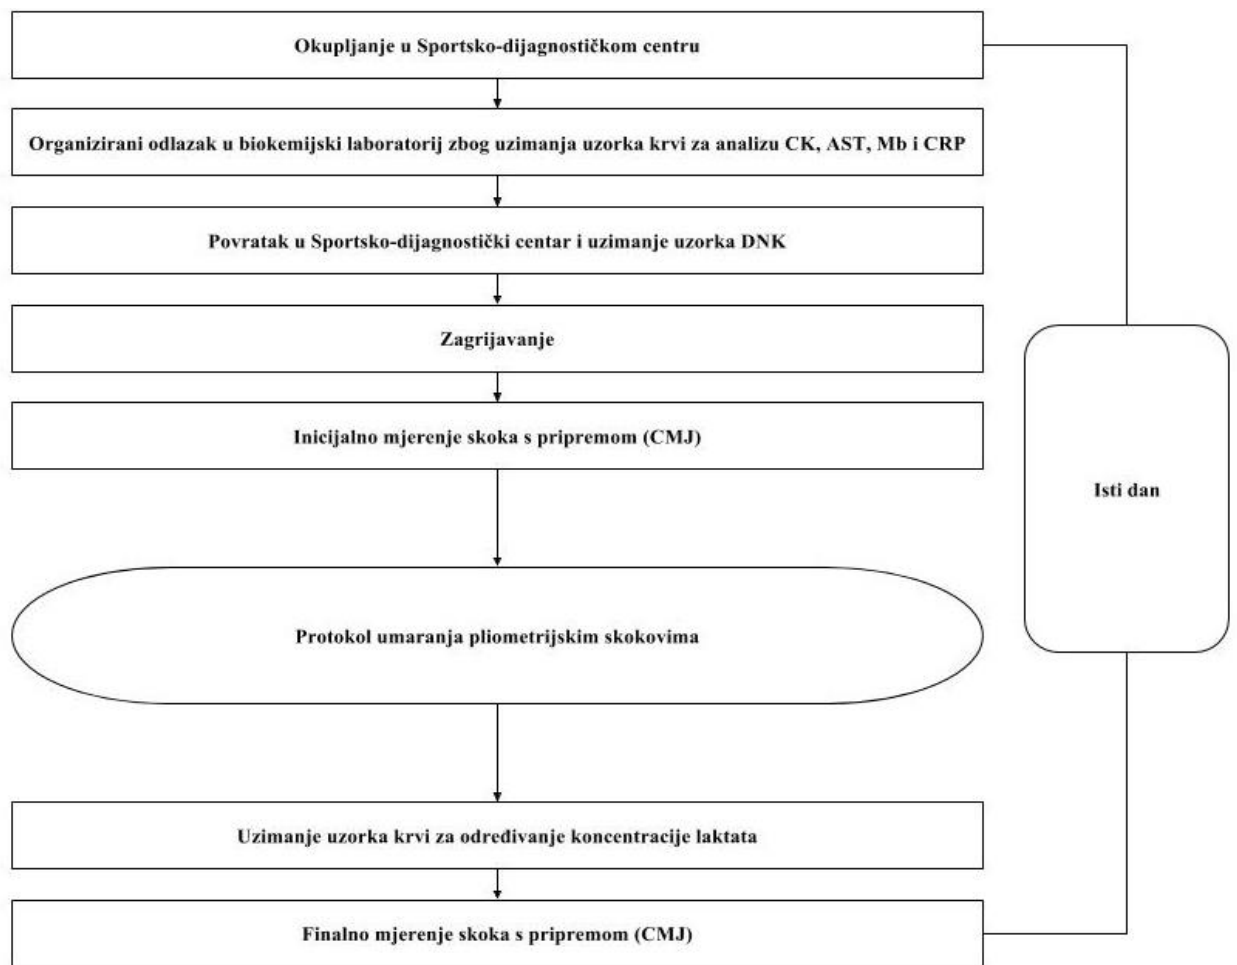 Okupljanje u Sportsko-dijagnostičkom centru
Organizirani odlazak u biokemijski laboratorij zbog uzimanja uzorka krvi za analizu CK, AST, Mb i CRP
Povratak u Sportsko-dijagnostički centar i uzimanje uzorka DNK
Zagrijavanje
Inicijalno mjerenje skoka s pripremom (CMJ)
Isti dan
Protokol umaranja pliometrijskim skokovima
Uzimanje uzorka krvi za određivanje koncentracije laktata
Finalno mjerenje skoka s pripremom (CMJ)